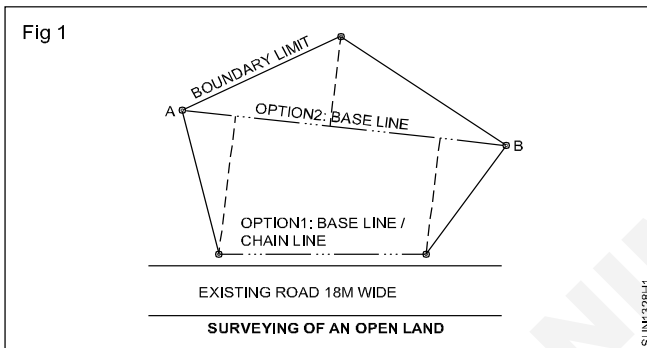 Fig 1
BOUNDARY LIMIT
A
OPTION2: BASE LINE
B
OPTION1: BASE LINE /
CHAIN LINE
EXISTING ROAD 18M WIDE
SURVEYING OF AN OPEN LAND
SUN1328H1